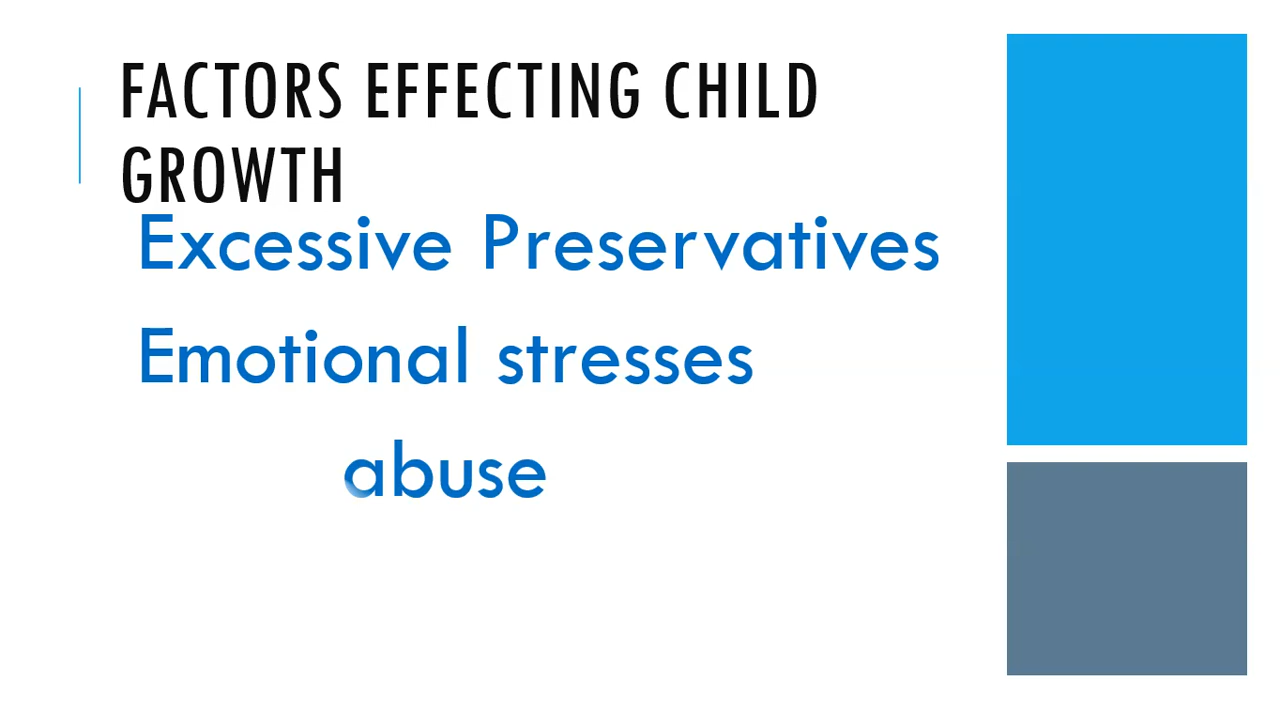 FACTORS EFFECTING CHILD
GROWTH
Excessive Preservatives
Emotional stresses
abuse